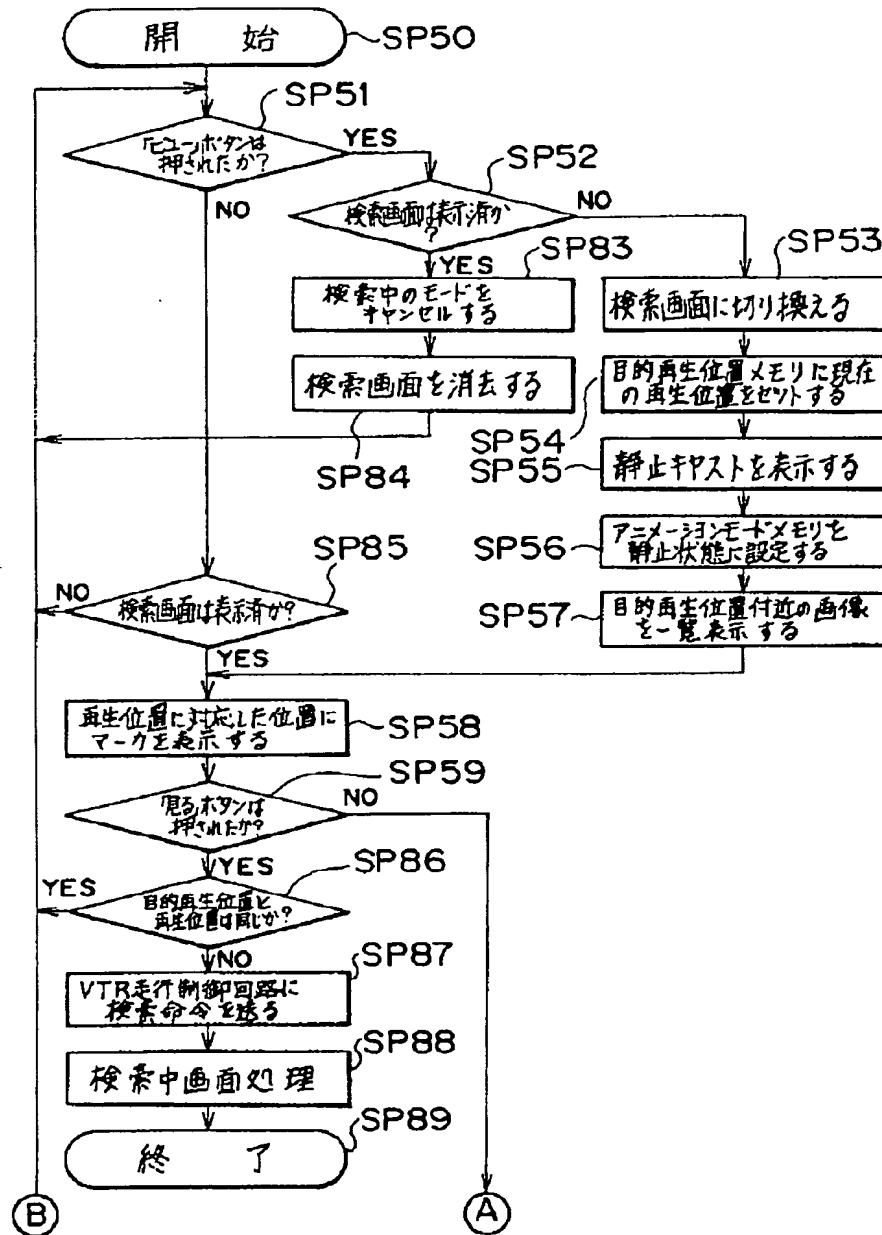 開始
SP50
SP51
「ビュー」ボタンは
押されたか?
YES
NO
SP52
検索画面は表示済か
?
NO
YES
SP83
検索中のモードを
キャンセルする
検索画面を消去する
SP84
SP53
検索画面に切り換える
目的再生位置メモリに現在
の再生位置をセットする
SP54
SP55
静止キャストを表示する
アニメーションモードメモリを
静止状態に設定する
SP56
目的再生位置付近の画像
を一覧表示する
SP57
SP85
NO
検索画面は表示済か?
YES
再生位置に対応した位置に
マークを表示する
SP58
SP59
「見る」ボタンは
押されたか?
NO
YES
SP86
YES
目的再生位置と
再生位置は同じか?
NO
SP87
VTR走行制御回路に
検索命令を送る
SP88
検索中画面処理
SP89
終了
B
A